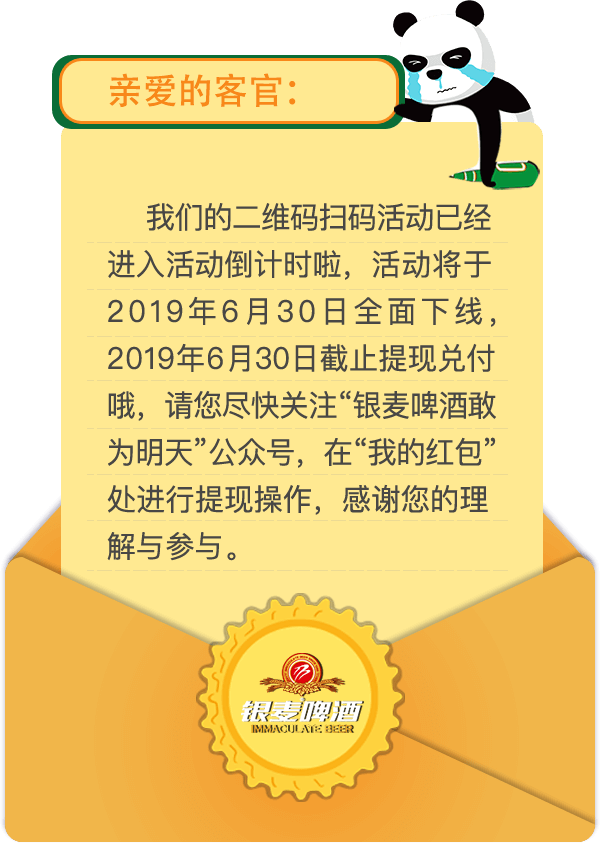 亲爱的客官：
我们的二维码扫码活动已经
进入活动倒计时啦，活动将于
2019年6月30日全面下线，
2019年6月30日截止提现兑付
哦，请您尽快关注“银麦啤酒敢
为明天”公众号，在“我的红包”
处进行提现操作，感谢您的理
解与参与。
银麦啤酒
IMMACULATE BEER